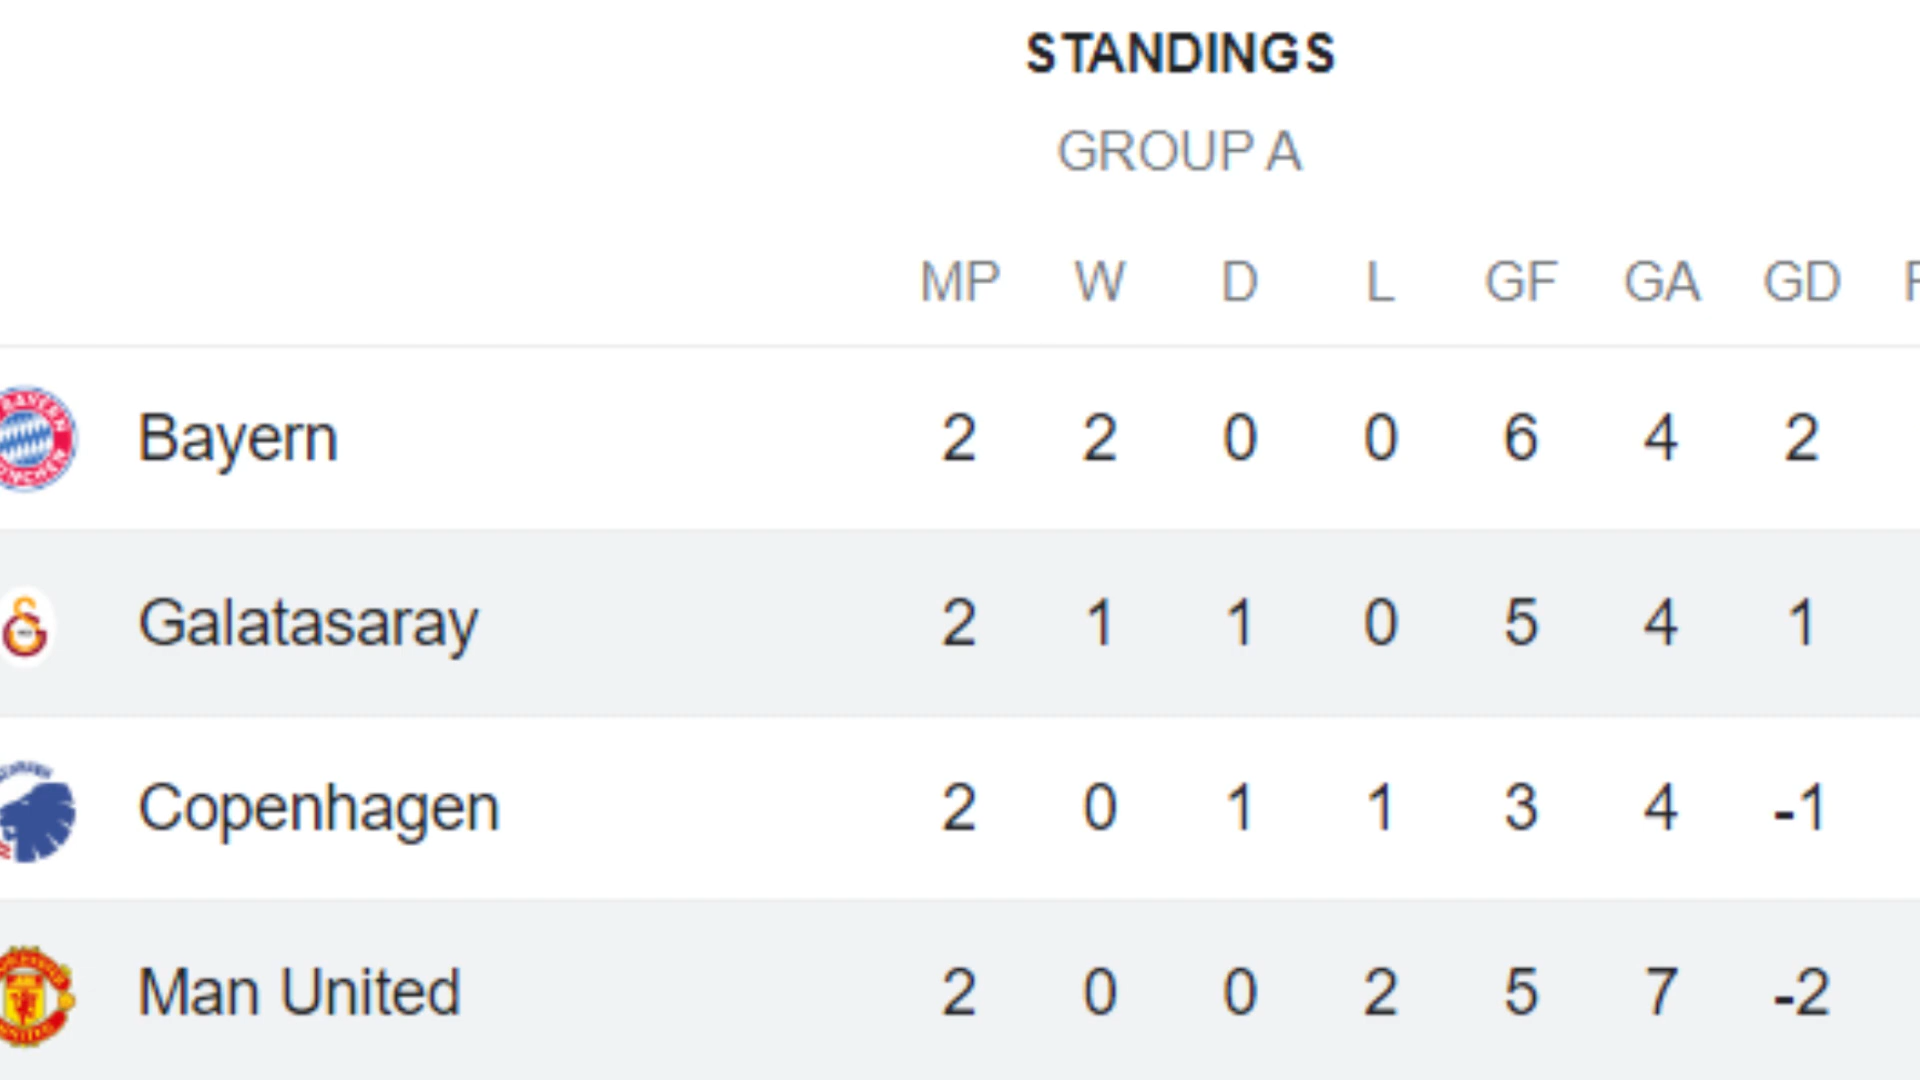 STANDINGS
GROUP A
MP W D L GF GA GD
Bayern 2 2 0 0 6 4 2
Galatasaray 2 1 1 0 5 4 1
Copenhagen 2 0 1 1 3 4 -1
Man United 2 0 0 2 5 7 -2